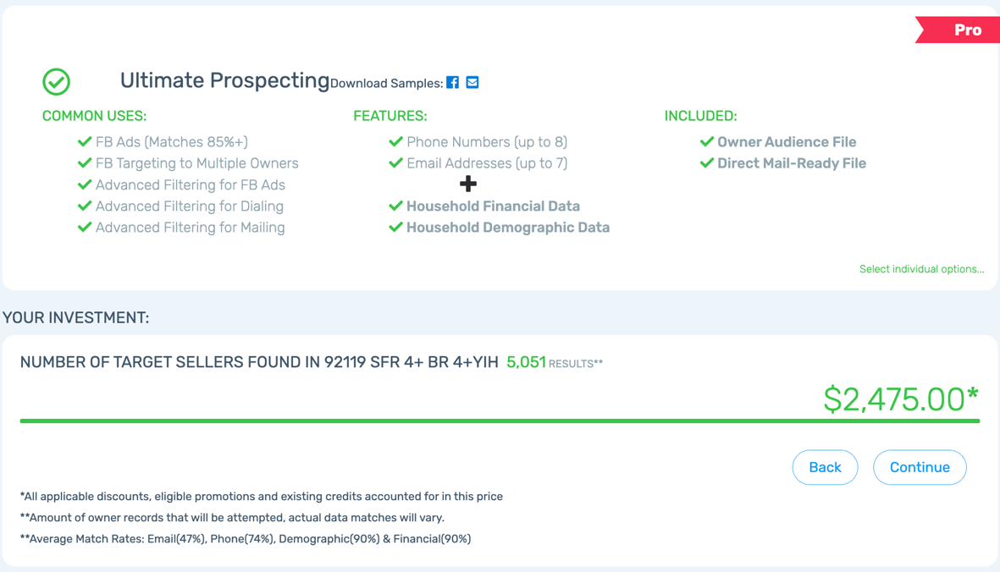 Pro
Ultimate Prospecting Download Samples:
COMMON USES:
FB Ads (Matches 85%+)
FB Targeting to Multiple Owners
Advanced Filtering for FB Ads
Advanced Filtering for Dialing
Advanced Filtering for Mailing
FEATURES:
Phone Numbers (up to 8)
Email Addresses (up to 7)
Household Financial Data
Household Demographic Data
INCLUDED:
Owner Audience File
Direct Mail-Ready File
Select individual options...
YOUR INVESTMENT:
NUMBER OF TARGET SELLERS FOUND IN 92119 SFR 4+ BR 4+YIH 5,051 RESULTS**
$2,475.00*
Back Continue
*All applicable discounts, eligible promotions and existing credits accounted for in this price
**Amount of owner records that will be attempted, actual data matches will vary.
**Average Match Rates: Email(47%), Phone(74%), Demographic(90%) & Financial(90%)